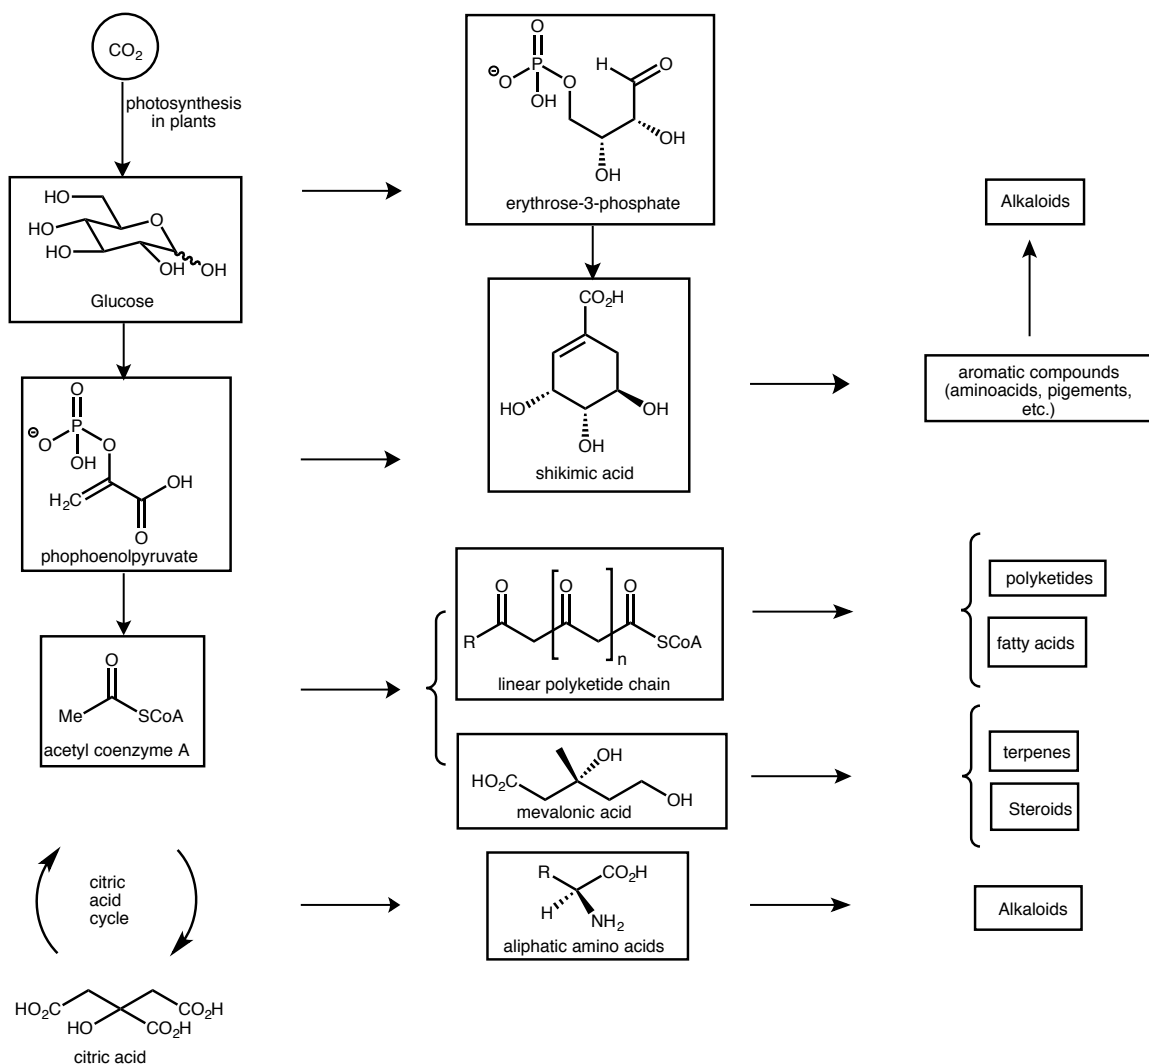 CO2
photosynthesis
in plants
O
⊖O
P
OH
O
H
O
OH
OH
erythrose-3-phosphate
HO
HO
HO
O
OH
OH
Glucose
Alkaloids
CO2H
HO
OH
OH
shikimic acid
aromatic compounds
(aminoacids, pigements,
etc.)
O
⊖O
P
OH
O
H2C
OH
O
phophoenolpyruvate
O
O
O
R
SCoA
n
linear polyketide chain
polyketides
fatty acids
O
Me
SCoA
acetyl coenzyme A
HO2C
OH
OH
mevalonic acid
terpenes
Steroids
citric
acid
cycle
R
CO2H
H
NH2
aliphatic amino acids
Alkaloids
HO2C
CO2H
HO
CO2H
citric acid